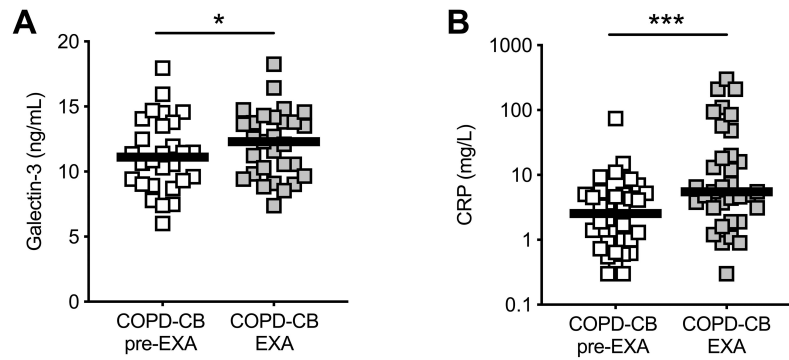 A
*
Galectin-3 (ng/mL)
20
15
10
5
0
COPD-CB
pre-EXA
COPD-CB
EXA
B
***
CRP (mg/L)
1000
100
10
1
0.1
COPD-CB
pre-EXA
COPD-CB
EXA